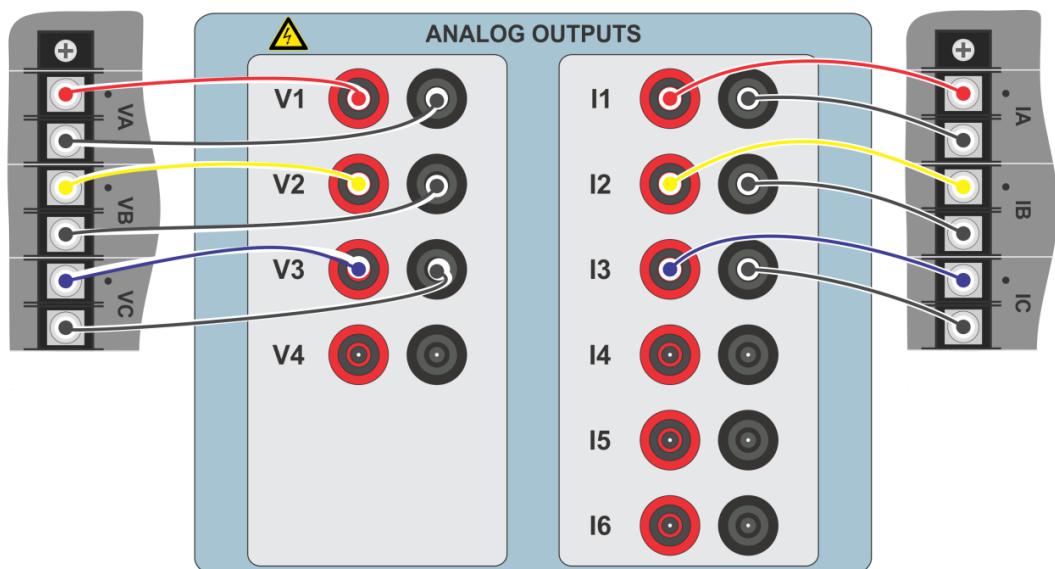 ANALOG OUTPUTS
VA
VB
VC
V1
V2
V3
V4
I1
I2
I3
I4
I5
I6
IA
IB
IC